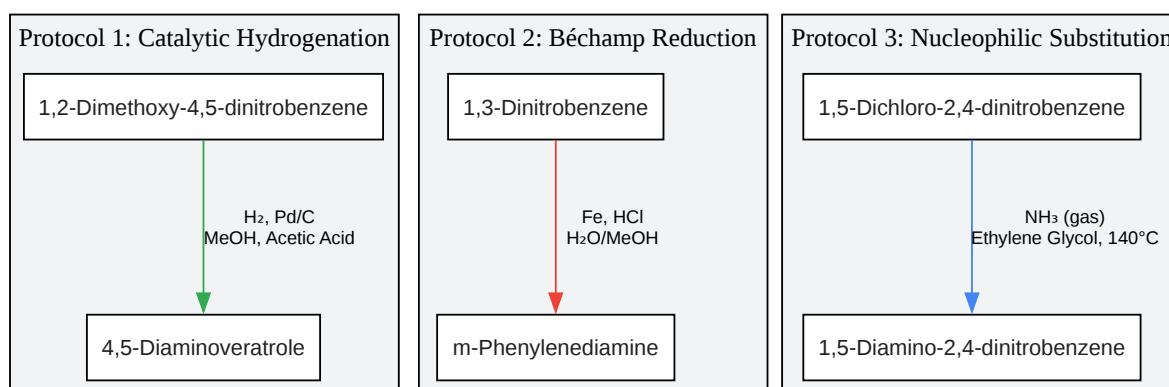 Protocol 1: Catalytic Hydrogenation
1,2-Dimethoxy-4,5-dinitrobenzene
H₂, Pd/C
MeOH, Acetic Acid
4,5-Diaminoveratrole
Protocol 2: Béchamp Reduction
1,3-Dinitrobenzene
Fe, HCl
H₂O/MeOH
m-Phenylenediamine
Protocol 3: Nucleophilic Substitution
1,5-Dichloro-2,4-dinitrobenzene
NH₃ (gas)
Ethylene Glycol, 140°C
1,5-Diamino-2,4-dinitrobenzene